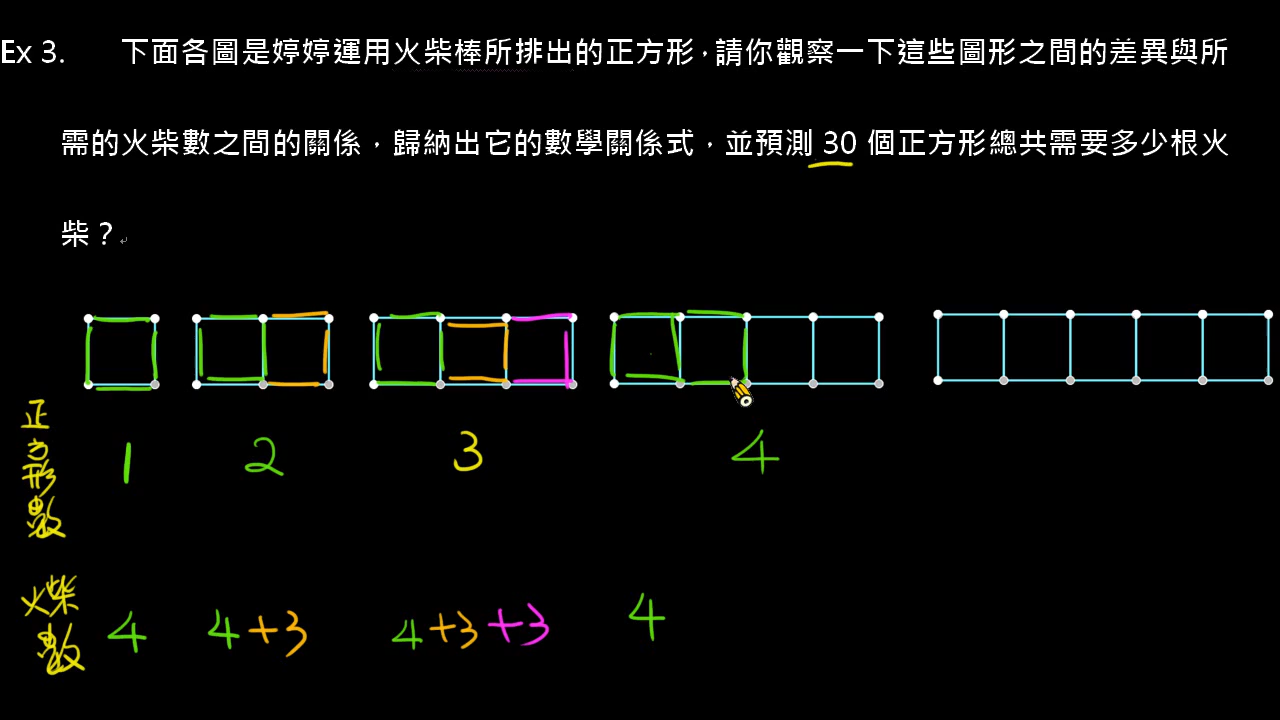 Ex 3. 下面各圖是婷婷運用火柴棒所排出的正方形，請你觀察一下這些圖形之間的差異與所
需的火柴數之間的關係，歸納出它的數學關係式，並預測 30 個正方形總共需要多少根火
柴？
正方形數 1 2 3 4
火柴數 4 4+3 4+3+3 4